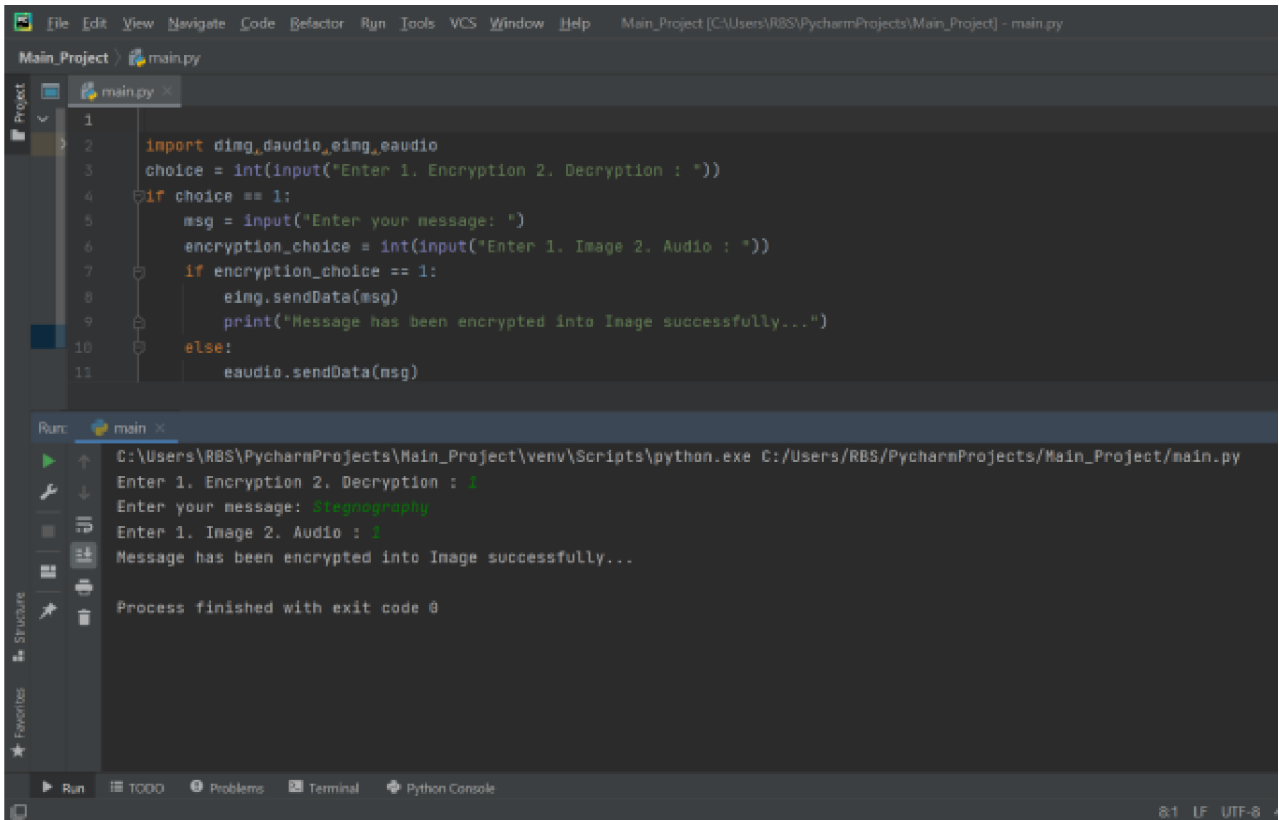 File Edit View Navigate Code Refactor Run Tools VCS Window Help Main_Project [C:\Users\RBS\PycharmProjects\Main_Project] - main.py
Main_Project main.py
Project
main.py
1
2 import dimg,daudio,eimg,eaudio
3 choice = int(input("Enter 1. Encryption 2. Decryption : "))
4 if choice == 1:
5 msg = input("Enter your message: ")
6 encryption_choice = int(input("Enter 1. Image 2. Audio : "))
7 if encryption_choice == 1:
8 eimg.sendData(msg)
9 print("Message has been encrypted into Image successfully...")
10 else:
11 eaudio.sendData(msg)
Run: main
C:\Users\RBS\PycharmProjects\Main_Project\venv\Scripts\python.exe C:/Users/RBS/PycharmProjects/Main_Project/main.py
Enter 1. Encryption 2. Decryption : 1
Enter your message: Stegnography
Enter 1. Image 2. Audio : 1
Message has been encrypted into Image successfully...
Process finished with exit code 0
Structure
Favorites
Run TODO Problems Terminal Python Console
8:1 LF UTF-8